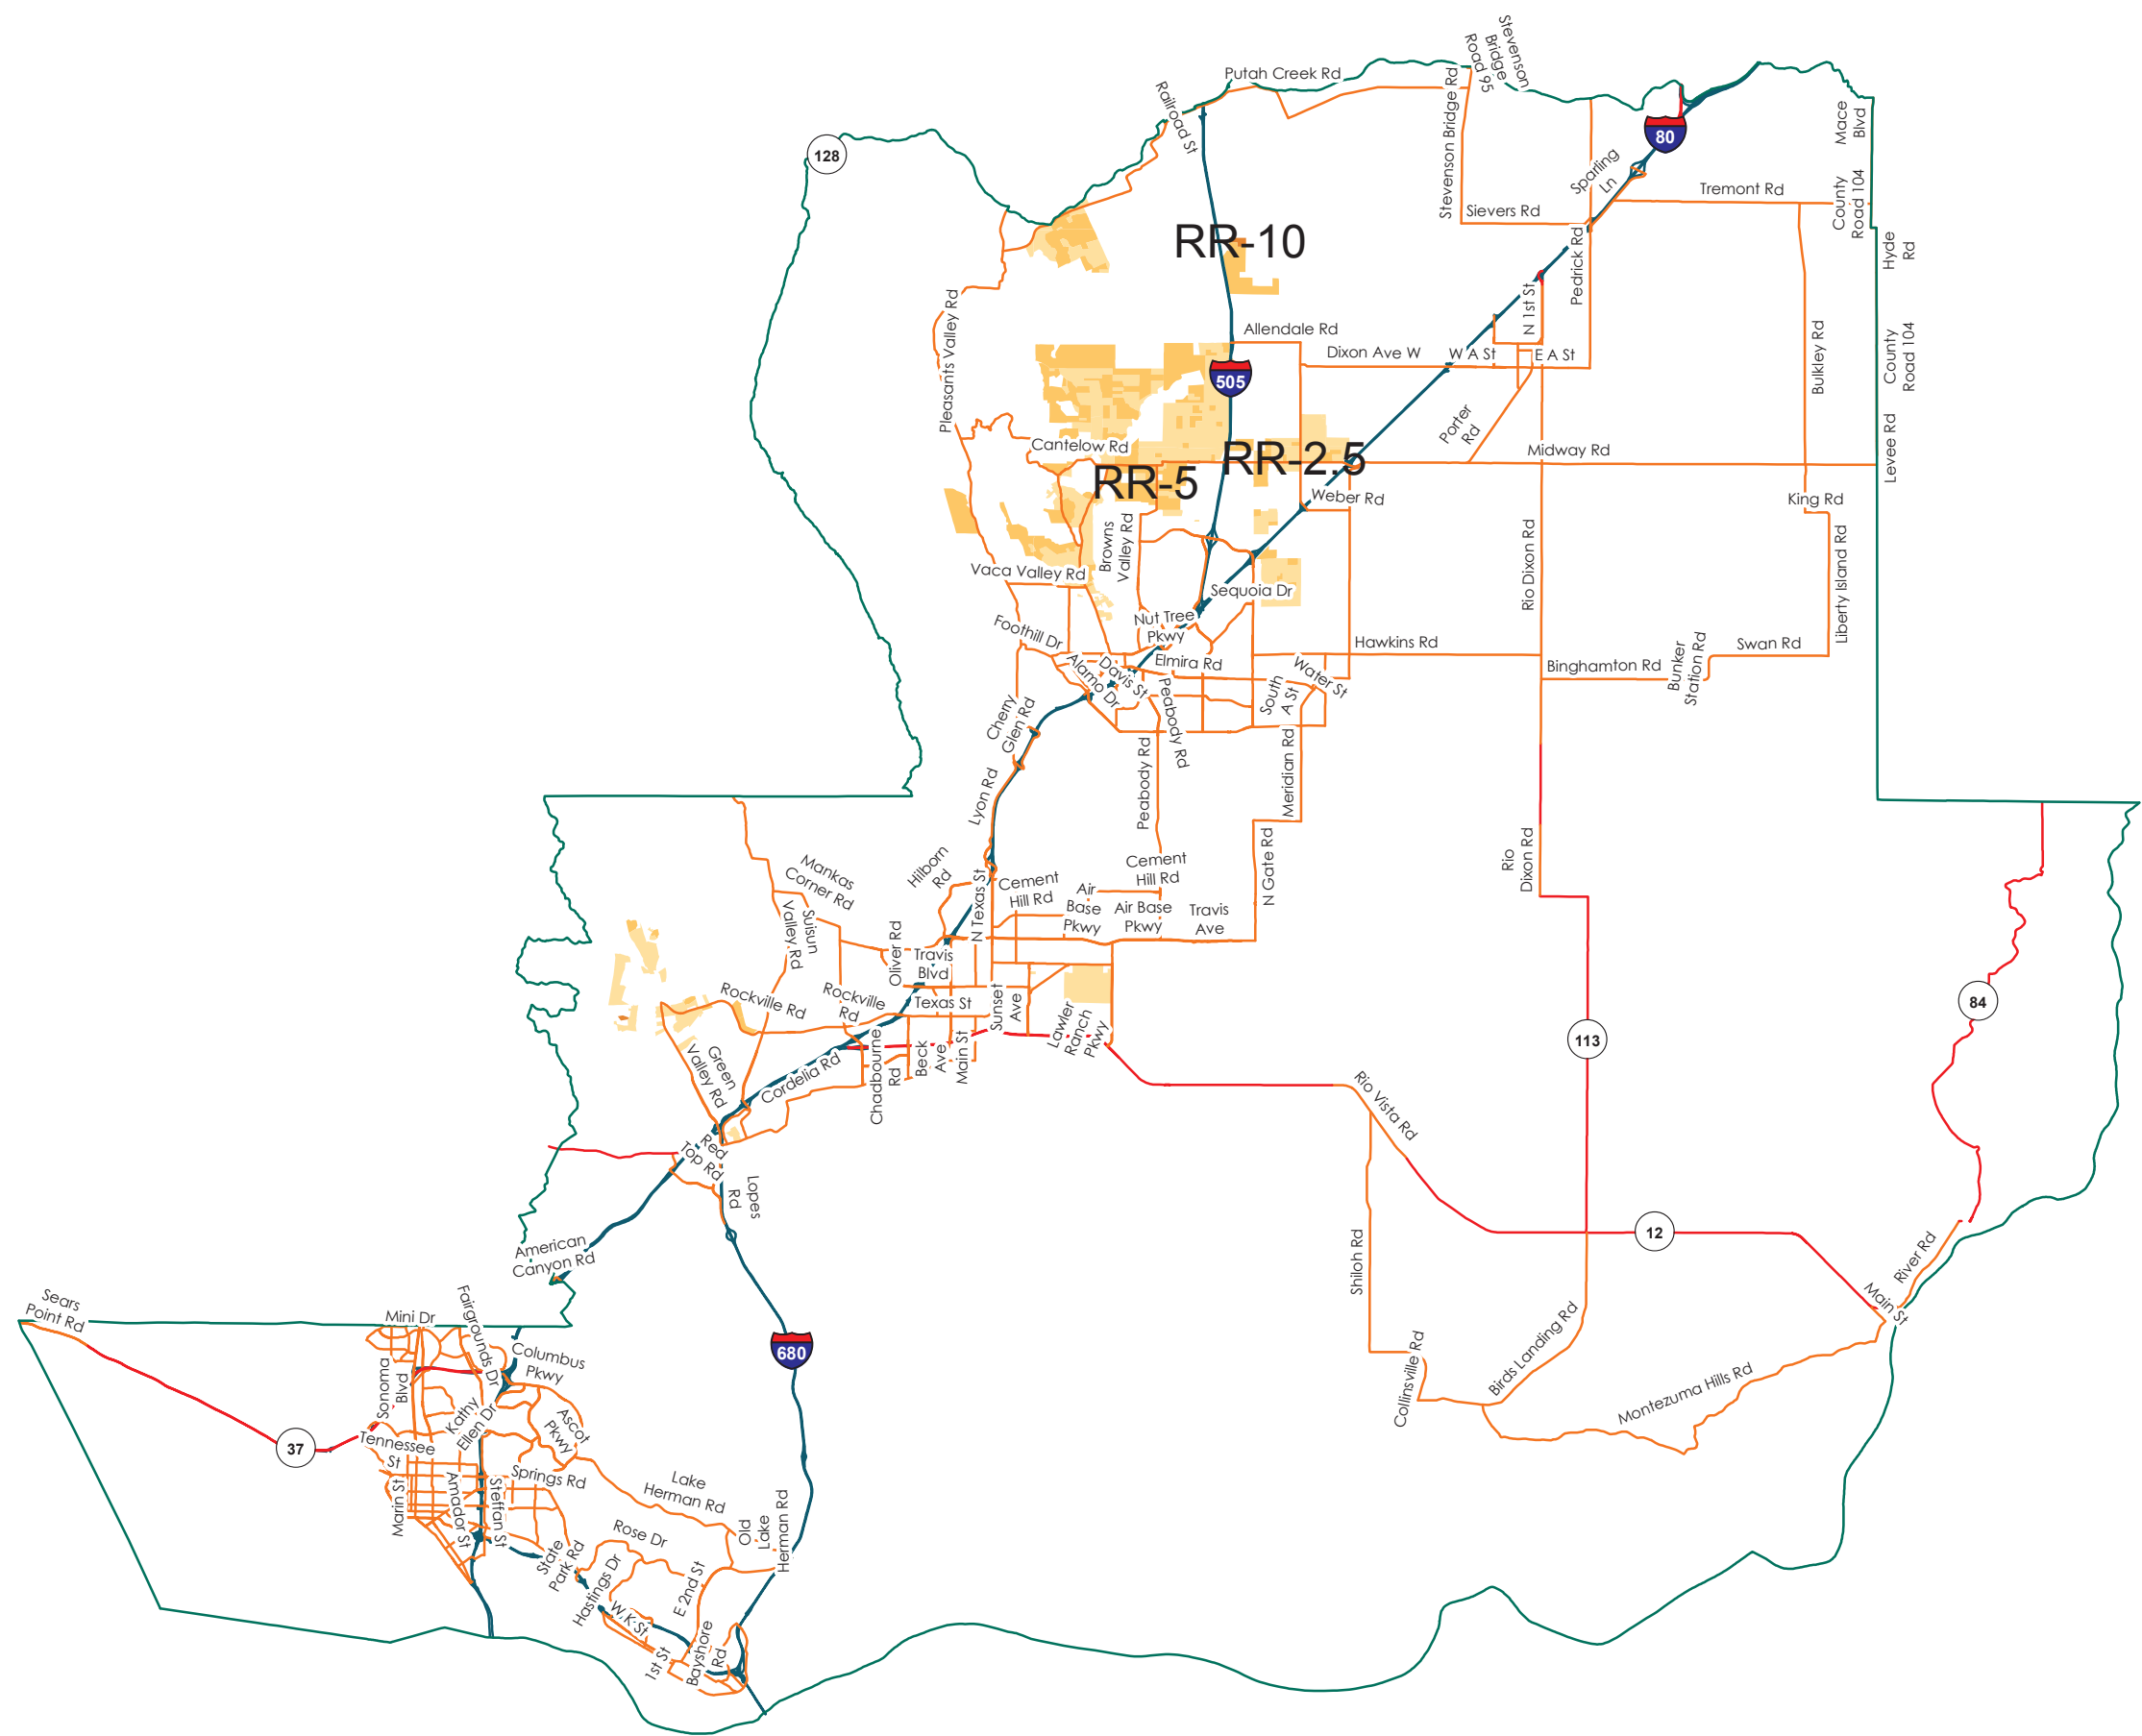 Stevenson
Bridge
Road 95
Putah Creek Rd
Railroad St
Stevenson Bridge Rd
80
Mace
Blvd
128
Sparling
Ln
Tremont Rd
County
Road 104
Sievers Rd
RR-10
Pedrick Rd
Hyde
Rd
Pleasants Valley Rd
N 1st St
Allendale Rd
Dixon Ave W
W A St
E A St
Bulkley Rd
County
Road 104
505
Porter
Rd
Cantelow Rd
RR-2.5
Midway Rd
Levee Rd
RR-5
Weber Rd
King Rd
Browns
Valley Rd
Rio Dixon Rd
Liberty Island Rd
Vaca Valley Rd
Sequoia Dr
Nut Tree
Pkwy
Foothill Dr
Hawkins Rd
Swan Rd
Bunker
Station Rd
Binghamton Rd
Elmira Rd
Davis St
Alamo Dr
Water St
South
A St
Peabody Rd
Cherry
Glen Rd
Peabody Rd
Meridian Rd
Lyon Rd
N Gate Rd
Rio
Dixon Rd
Hilborn
Rd
Mankas
Corner Rd
Cement
Hill Rd
Cement
Hill Rd
N Texas St
Air
Base
Pkwy
Air Base
Pkwy
Travis
Ave
Suisun
Valley Rd
Oliver Rd
Travis
Blvd
Rockville Rd
Rockville
Rd
Texas St
Sunset
Ave
84
Lawler
Ranch
Pkwy
113
Green
Valley Rd
Cordelia Rd
Chadbourne
Rd
Beck
Ave
Main St
Rio Vista Rd
Red
Top Rd
Lopes
Rd
American
Canyon Rd
Shiloh Rd
12
River Rd
Main St
Sears
Point Rd
Mini Dr
Fairgrounds Dr
Columbus
Pkwy
680
Sonoma
Blvd
Collinsville Rd
Birds Landing Rd
Montezuma Hills Rd
Kathy
Ellen Dr
Ascot
Pkwy
37
Tennessee
St
Springs Rd
Lake
Herman Rd
Marin St
Amador St
Steffan St
Old
Lake
Herman Rd
Rose Dr
State
Park Rd
Hastings Dr
E 2nd St
W K St
1st St
Bayshore
Rd